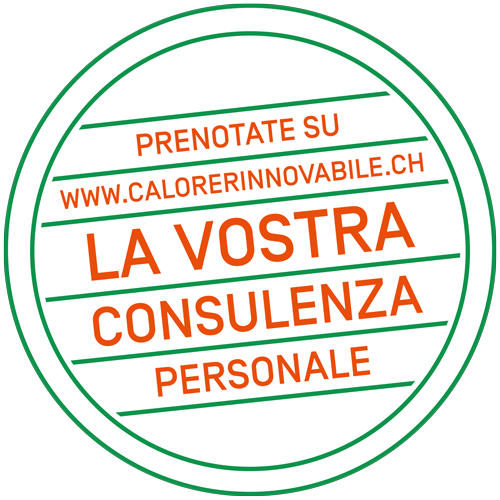 PRENOTATE SU
WWW.CALORERINNOVABILE.CH
LA VOSTRA
CONSULENZA
PERSONALE